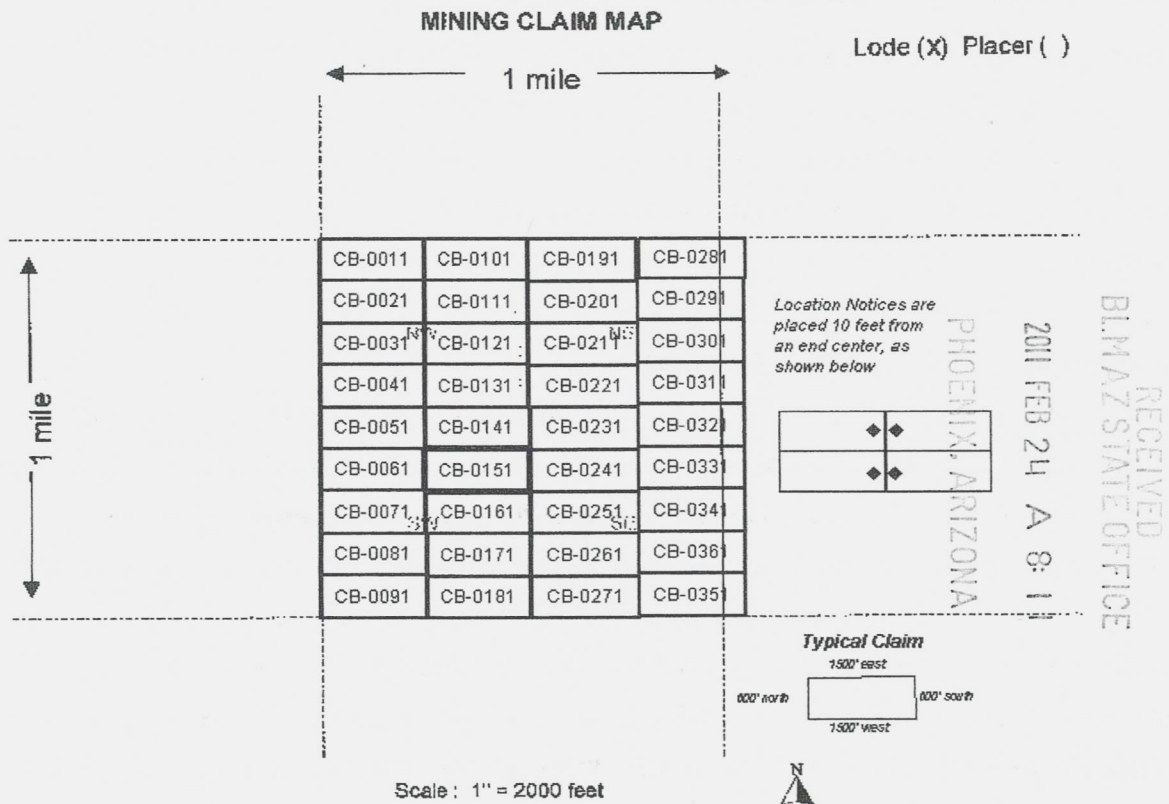 MINING CLAIM MAP
Lode (X) Placer ( )
1 mile
1 mile
CB-0011 CB-0101 CB-0191 CB-0281
CB-0021 CB-0111 CB-0201 CB-0291
CB-0031 NW CB-0121 CB-0211 NE CB-0301
CB-0041 CB-0131 CB-0221 CB-0311
CB-0051 CB-0141 CB-0231 CB-0321
CB-0061 CB-0151 CB-0241 CB-0331
CB-0071 SW CB-0161 CB-0251 SE CB-0341
CB-0081 CB-0171 CB-0261 CB-0361
CB-0091 CB-0181 CB-0271 CB-0351
Location Notices are
placed 10 feet from
an end center, as
shown below
RECEIVED
BLM AZ STATE OFFICE
2011 FEB 24 A 8: 11
PHOENIX, ARIZONA
Typical Claim
1500' east
600' north
600' south
1500' west
Scale : 1" = 2000 feet
N